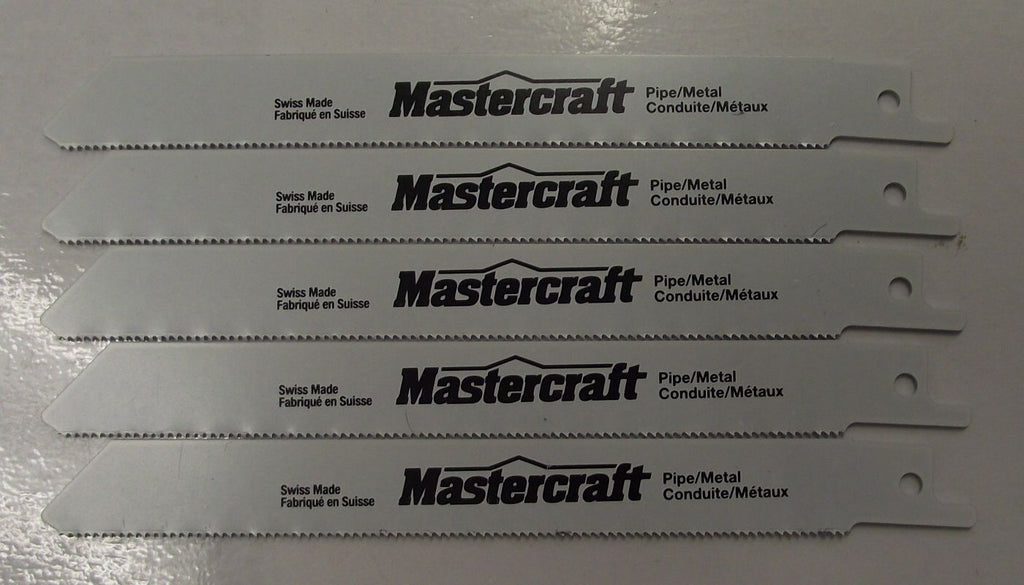 Swiss Made
Fabriqué en Suisse
Mastercraft
Pipe/Metal
Conduite/Métaux
Swiss Made
Fabriqué en Suisse
Mastercraft
Pipe/Metal
Conduite/Métaux
Swiss Made
Fabriqué en Suisse
Mastercraft
Pipe/Metal
Conduite/Métaux
Swiss Made
Fabriqué en Suisse
Mastercraft
Pipe/Metal
Conduite/Métaux
Swiss Made
Fabriqué en Suisse
Mastercraft
Pipe/Metal
Conduite/Métaux